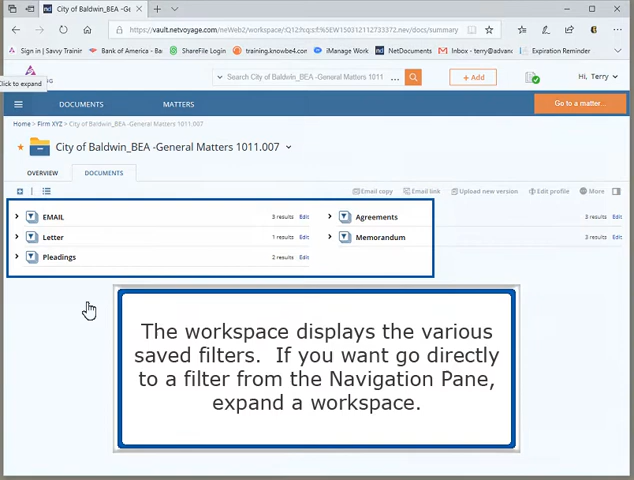 City of Baldwin_BEA -Ge
https://vault.netvoyage.com/neWeb2/workspace/
nev/docs/summary
Sign in | Savvy Trainin
Bank of America - Ba
ShareFile Login
training.knowbe4.com
iManage Work
NetDocuments
Inbox - terry@advanc
Expiration Reminder
Click to expand
Search City of Baldwin_BEA -General Matters 1011
...
+ Add
Hi, Terry
DOCUMENTS
MATTERS
Go to a matter...
Home > Firm XYZ > City of Baldwin_BEA -General Matters 1011.007
City of Baldwin_BEA -General Matters 1011.007
OVERVIEW
DOCUMENTS
Email copy
Email link
Upload new version
Edit profile
More
EMAIL 3 results Edit
Agreements 3 results Edit
Letter 1 results Edit
Memorandum 3 results Edit
Pleadings 2 results Edit
The workspace displays the various
saved filters. If you want go directly
to a filter from the Navigation Pane,
expand a workspace.